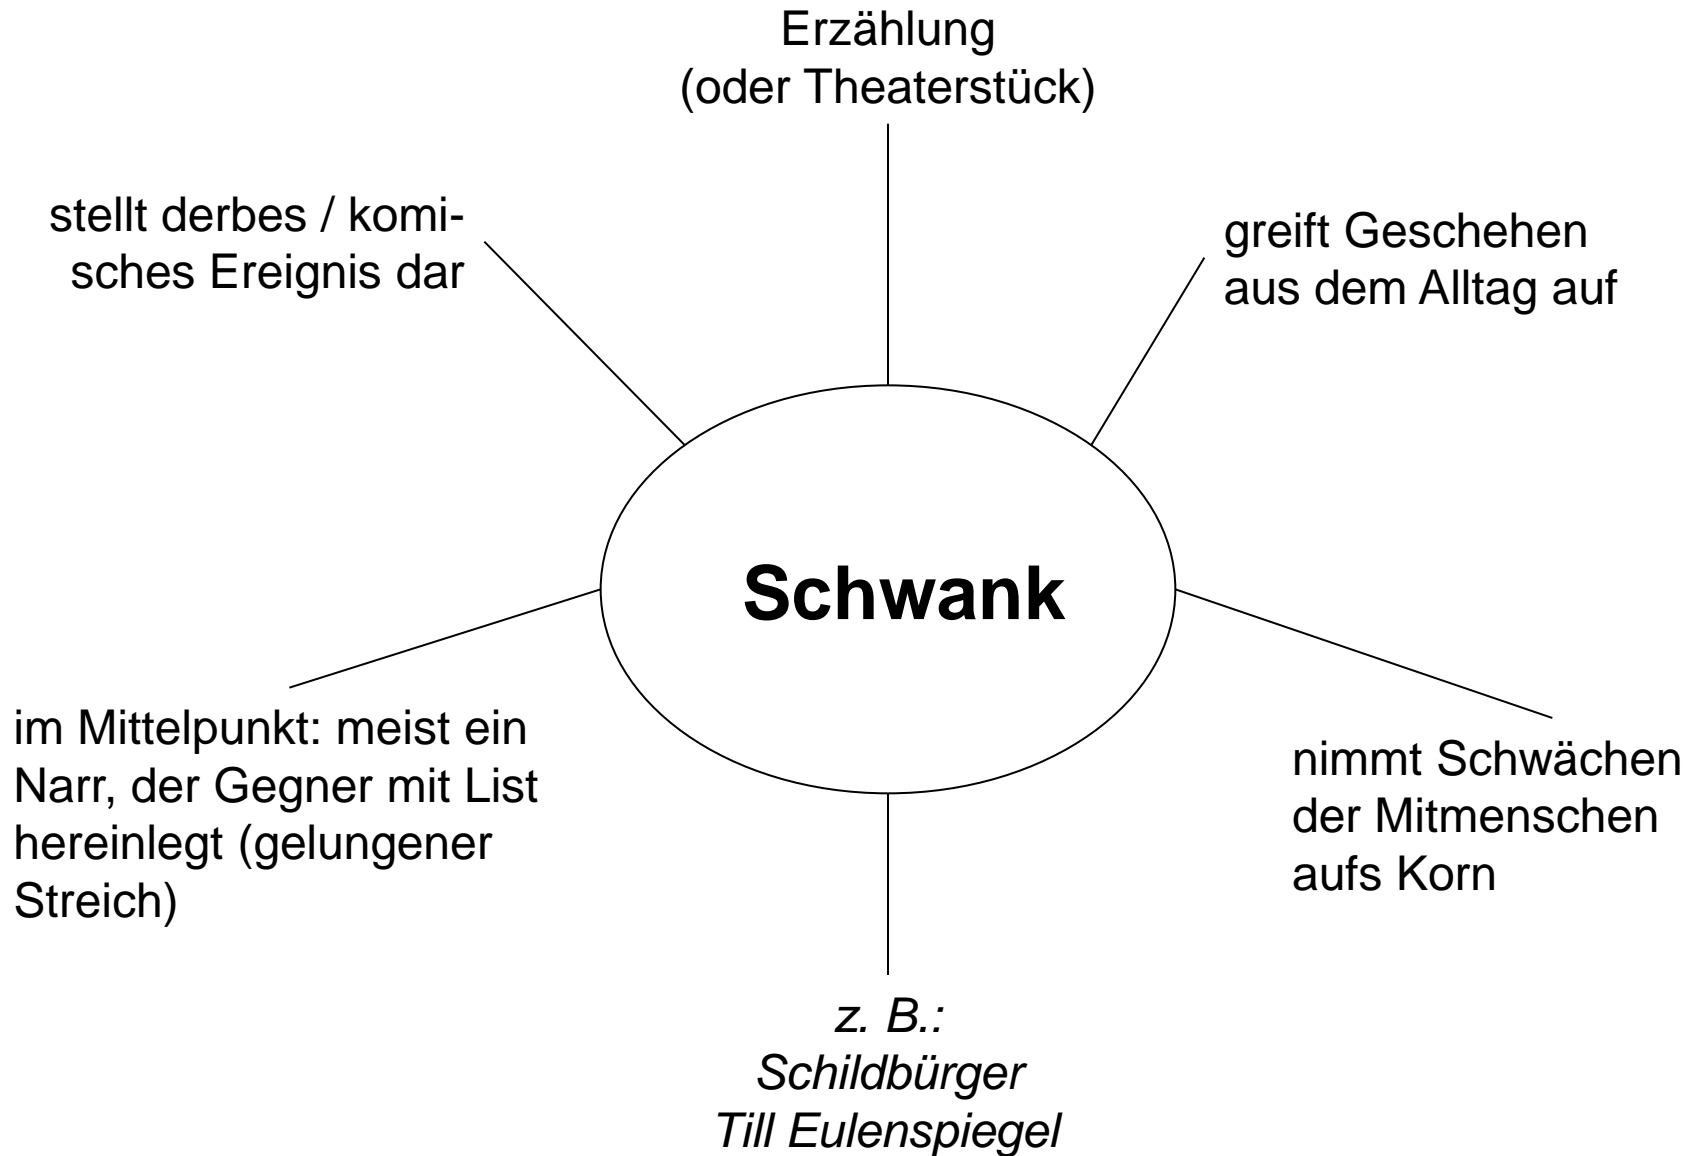 Erzählung
(oder Theaterstück)
stellt derbes / komi-
sches Ereignis dar
greift Geschehen
aus dem Alltag auf
Schwank
im Mittelpunkt: meist ein
Narr, der Gegner mit List
hereinlegt (gelungener
Streich)
nimmt Schwächen
der Mitmenschen
aufs Korn
z. B.:
Schildbürger
Till Eulenspiegel